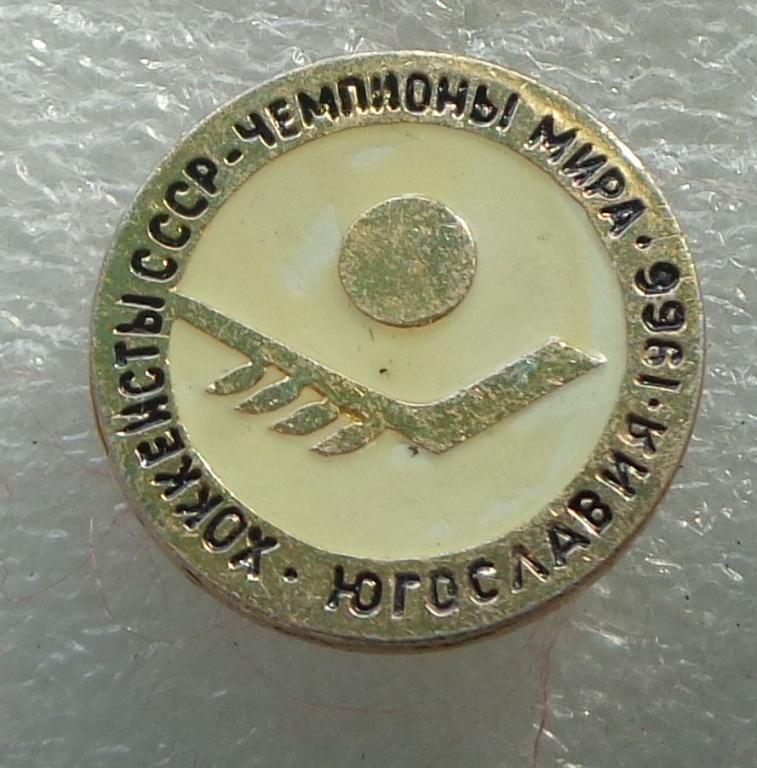 ХОККЕИСТЫ СССР-ЧЕМПИОНЫ МИРА · 1966 ·
ЮГОСЛАВИЯ ·